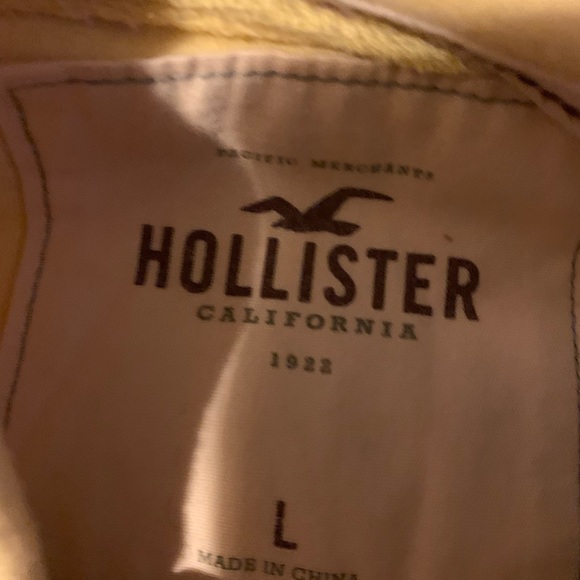 PACIFIC MERCHANTS
HOLLISTER
CALIFORNIA
1922
L
MADE IN CHINA